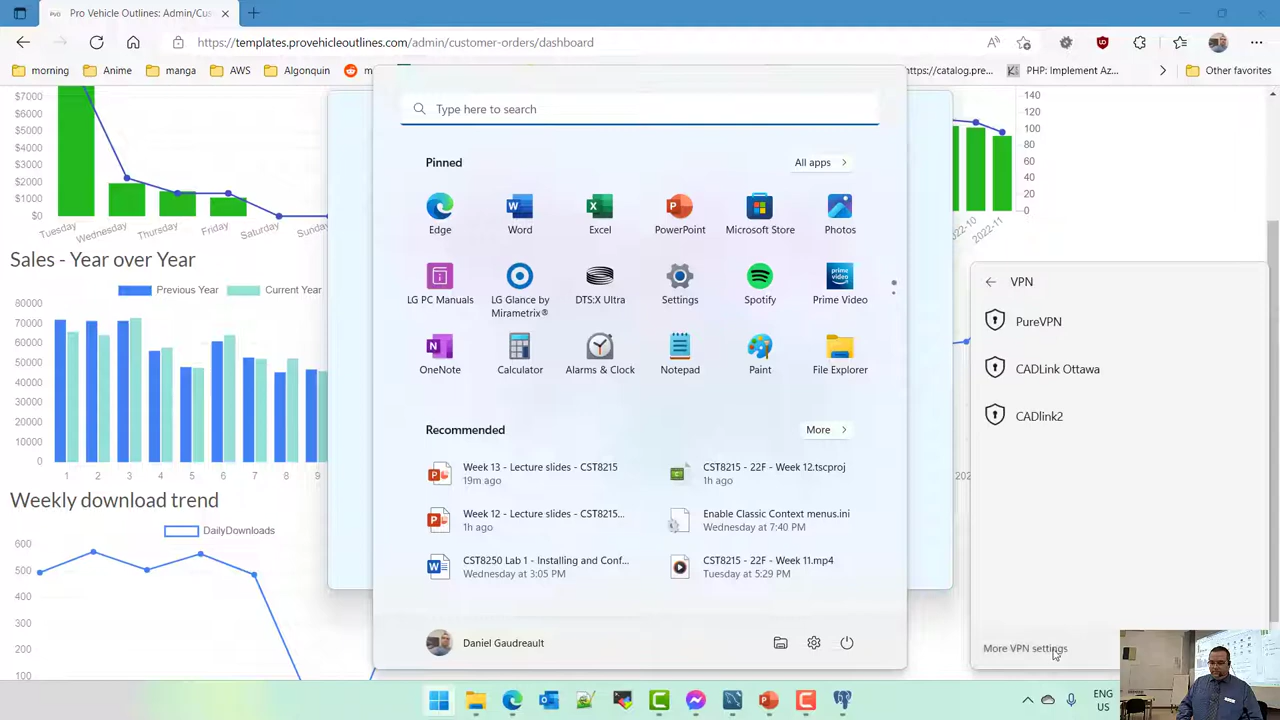 Pro Vehicle Outlines: Admin/Cus
https://templates.provehicleoutlines.com/admin/customer-orders/dashboard
morning
Anime
manga
AWS
Algonquin
https://catalog.pre...
PHP: Implement Az...
Other favorites
Type here to search
Pinned
All apps
Edge
Word
Excel
PowerPoint
Microsoft Store
Photos
LG PC Manuals
LG Glance by Mirametrix®
DTS:X Ultra
Settings
Spotify
Prime Video
OneNote
Calculator
Alarms & Clock
Notepad
Paint
File Explorer
Recommended
More
Week 13 - Lecture slides - CST8215
19m ago
CST8215 - 22F - Week 12.tscproj
1h ago
Week 12 - Lecture slides - CST8215...
1h ago
Enable Classic Context menus.ini
Wednesday at 7:40 PM
CST8250 Lab 1 - Installing and Conf...
Wednesday at 3:05 PM
CST8215 - 22F - Week 11.mp4
Tuesday at 5:29 PM
Daniel Gaudreault
$7000
$6000
$5000
$4000
$3000
$2000
$1000
$0
Tuesday
Wednesday
Thursday
Friday
Saturday
Sunda
Sales - Year over Year
Previous Year
Current Year
80000
70000
60000
50000
40000
30000
20000
10000
0
1 2 3 4 5 6 7 8 9
Weekly download trend
DailyDownloads
600
500
400
300
200
100
140
120
100
80
60
40
20
0
2022-10
2022-11
VPN
PureVPN
CADLink Ottawa
CADlink2
More VPN settings
ENG
US